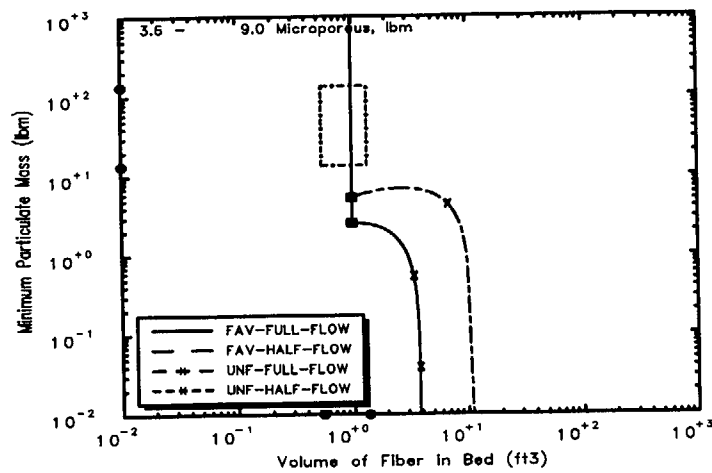 3.6 - 9.0 Microporous, lbm
10+3
10+2
10+1
10+0
10-1
10-2
Minimum Particulate Mass (lbm)
FAV-FULL-FLOW
FAV-HALF-FLOW
UNF-FULL-FLOW
UNF-HALF-FLOW
10-2
10-1
10+0
10+1
10+2
10+3
Volume of Fiber in Bed (ft3)